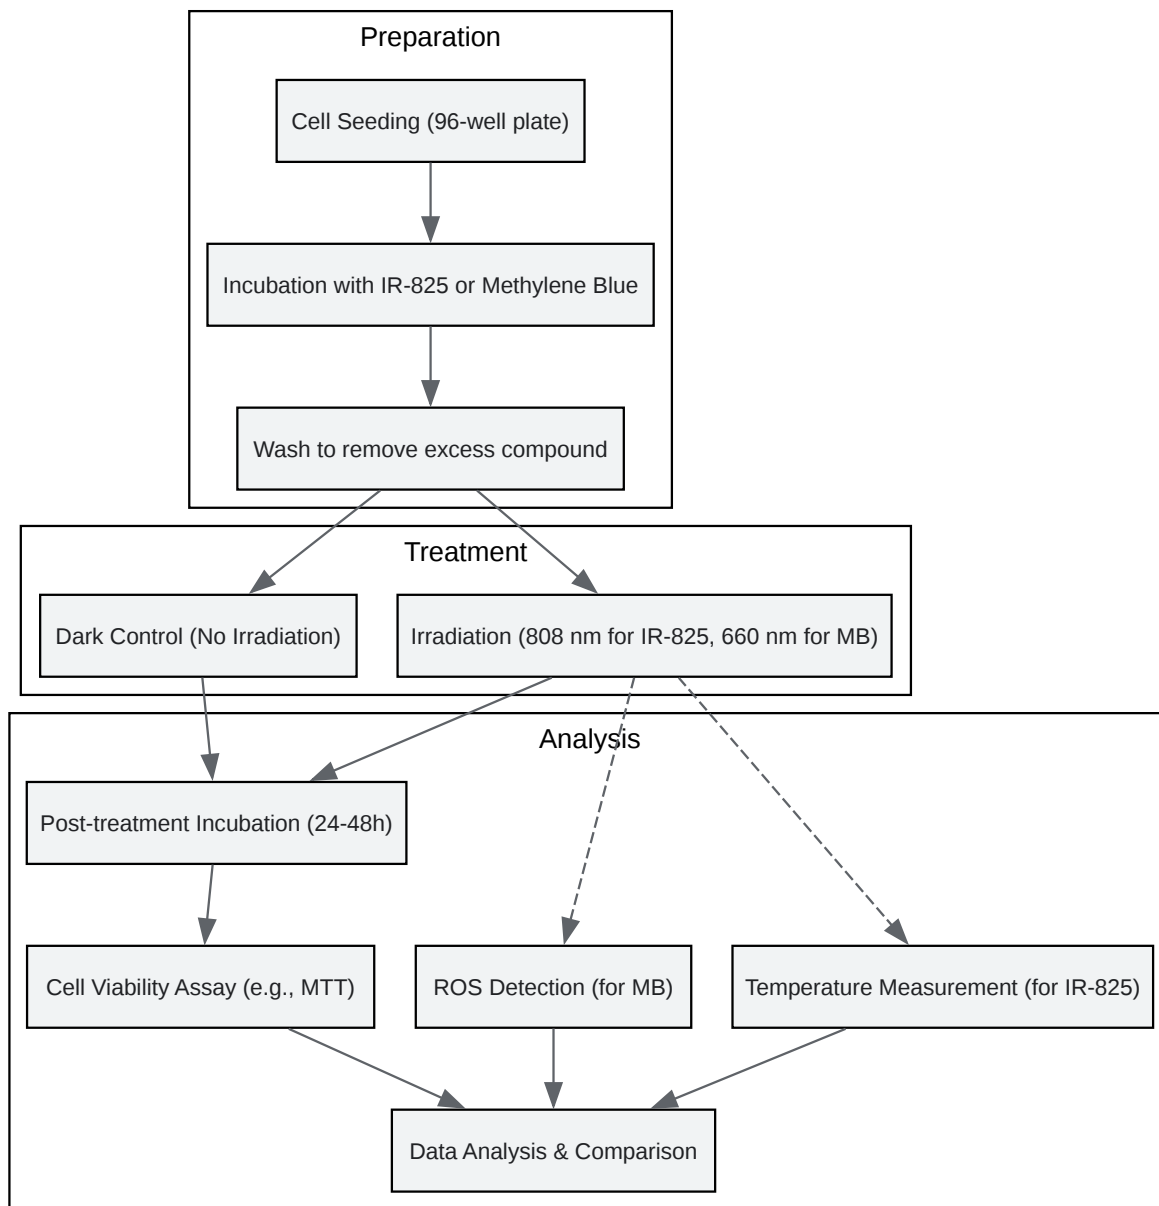 Preparation
Cell Seeding (96-well plate)
Incubation with IR-825 or Methylene Blue
Wash to remove excess compound
Treatment
Dark Control (No Irradiation)
Irradiation (808 nm for IR-825, 660 nm for MB)
Analysis
Post-treatment Incubation (24-48h)
Cell Viability Assay (e.g., MTT)
ROS Detection (for MB)
Temperature Measurement (for IR-825)
Data Analysis & Comparison